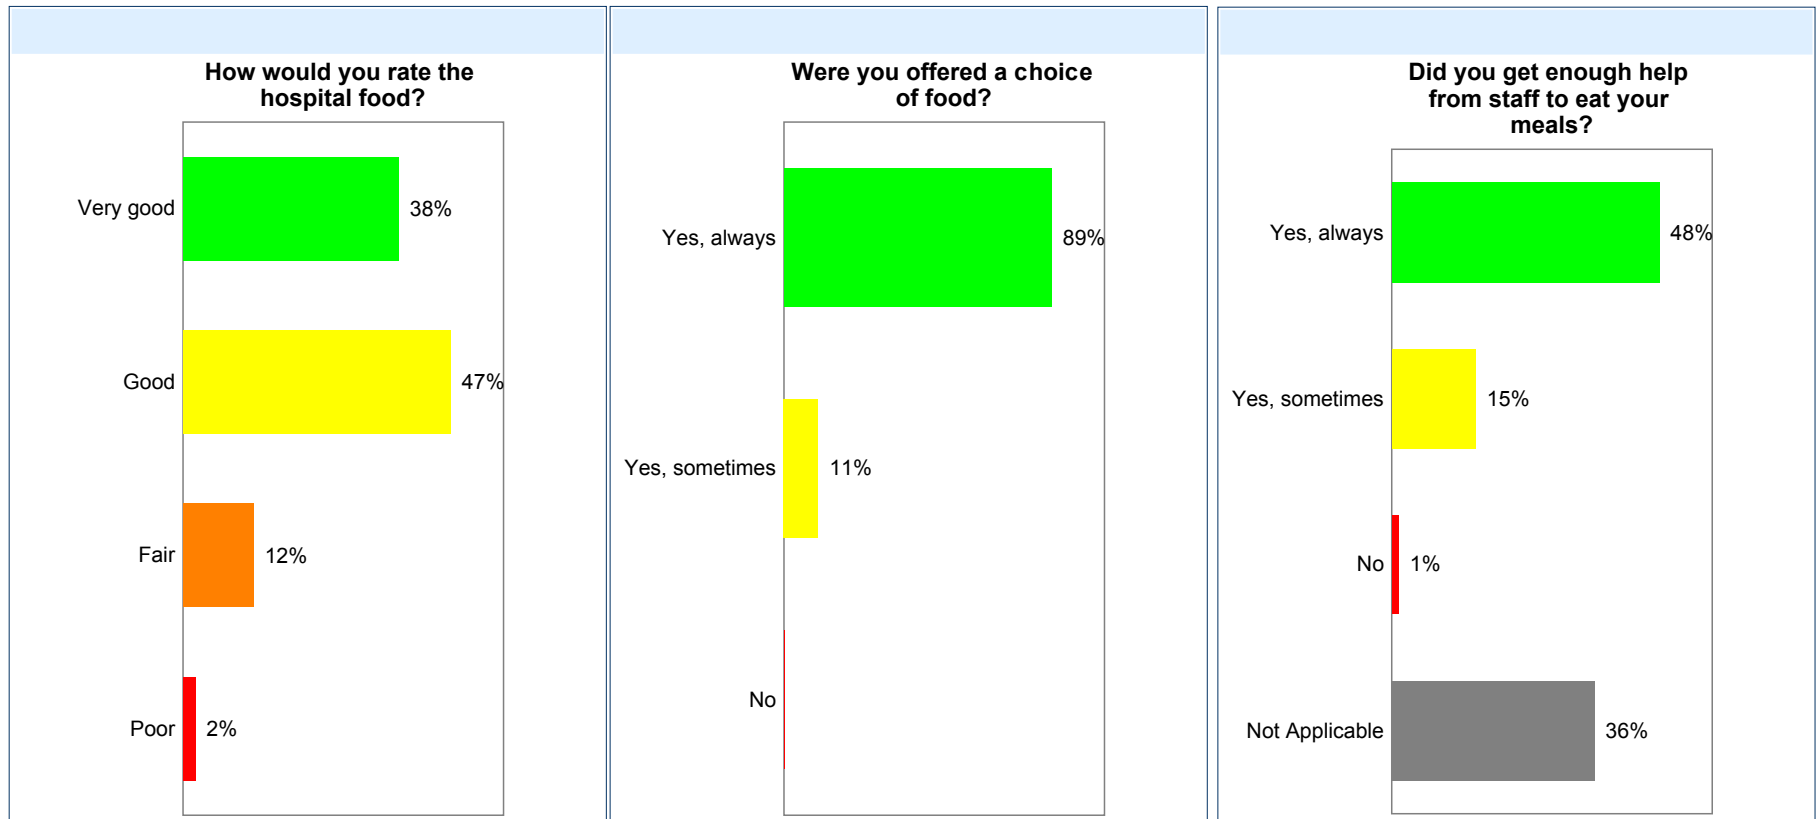 How would you rate the
hospital food?
Very good
38%
Good
47%
Fair
12%
Poor
2%
Were you offered a choice
of food?
Yes, always
89%
Yes, sometimes
11%
No
Did you get enough help
from staff to eat your
meals?
Yes, always
48%
Yes, sometimes
15%
No
1%
Not Applicable
36%